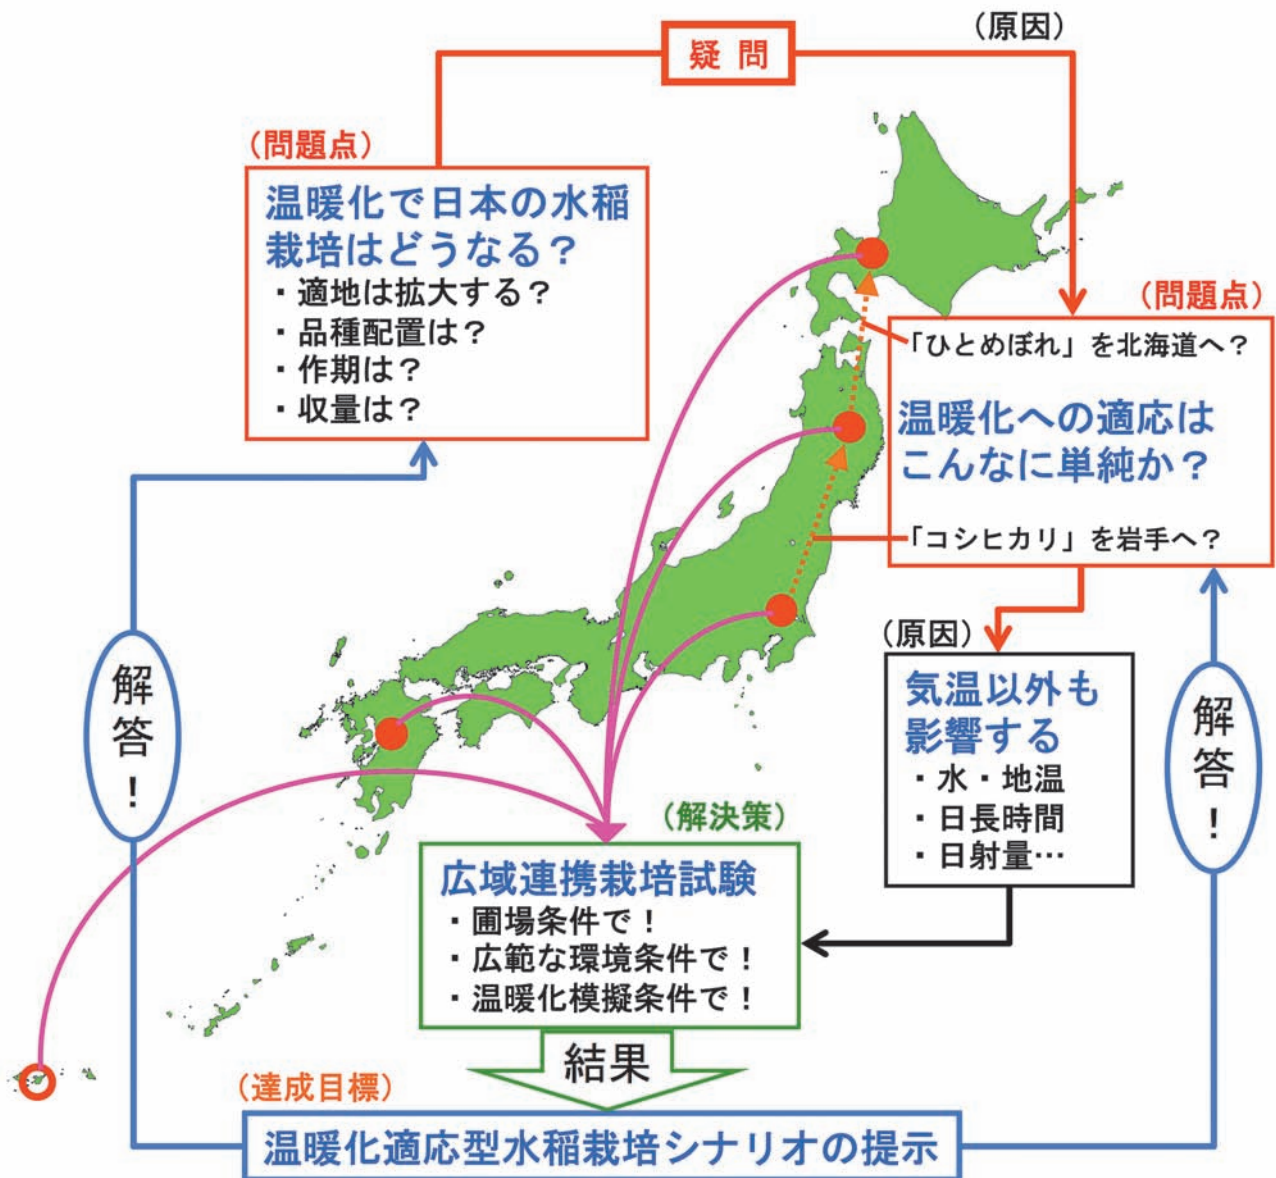 疑問
（原因）
（問題点）
温暖化で日本の水稲
栽培はどうなる？
・適地は拡大する？
・品種配置は？
・作期は？
・収量は？
（問題点）
「ひとめぼれ」を北海道へ？
温暖化への適応は
こんなに単純か？
「コシヒカリ」を岩手へ？
（原因）
気温以外も
影響する
・水・地温
・日長時間
・日射量…
解答！
解答！
（解決策）
広域連携栽培試験
・圃場条件で！
・広範な環境条件で！
・温暖化模擬条件で！
結果
（達成目標）
温暖化適応型水稲栽培シナリオの提示